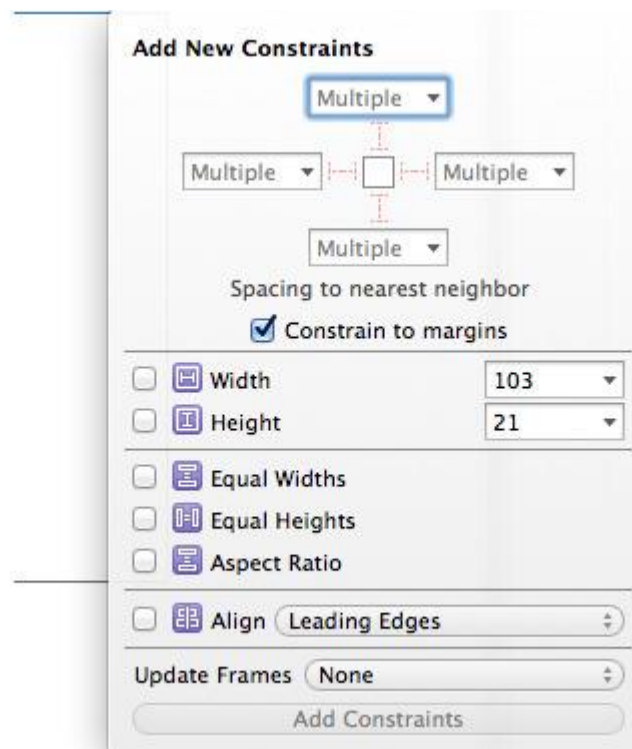 Add New Constraints
Multiple
Multiple Multiple
Multiple
Spacing to nearest neighbor
Constrain to margins
Width 103
Height 21
Equal Widths
Equal Heights
Aspect Ratio
Align Leading Edges
Update Frames None
Add Constraints